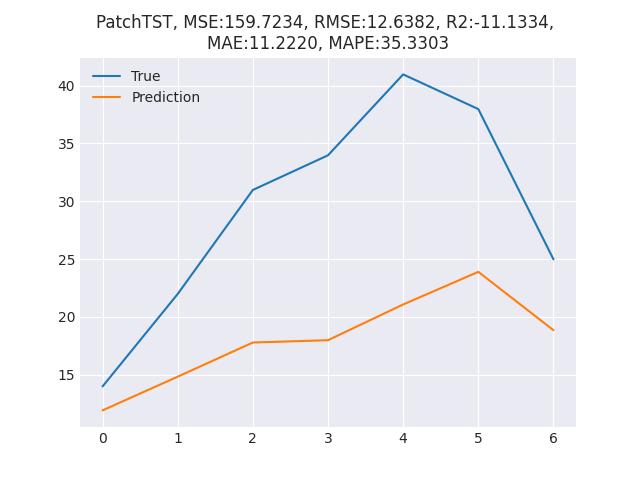 PatchTST, MSE:159.7234, RMSE:12.6382, R2:-11.1334,
MAE:11.2220, MAPE:35.3303
True
Prediction
40
35
30
25
20
15
0 1 2 3 4 5 6